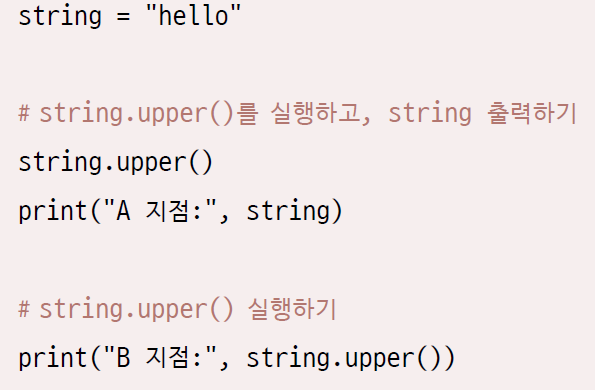 string = "hello"
# string.upper()를 실행하고, string 출력하기
string.upper()
print("A 지점:", string)
# string.upper() 실행하기
print("B 지점:", string.upper())